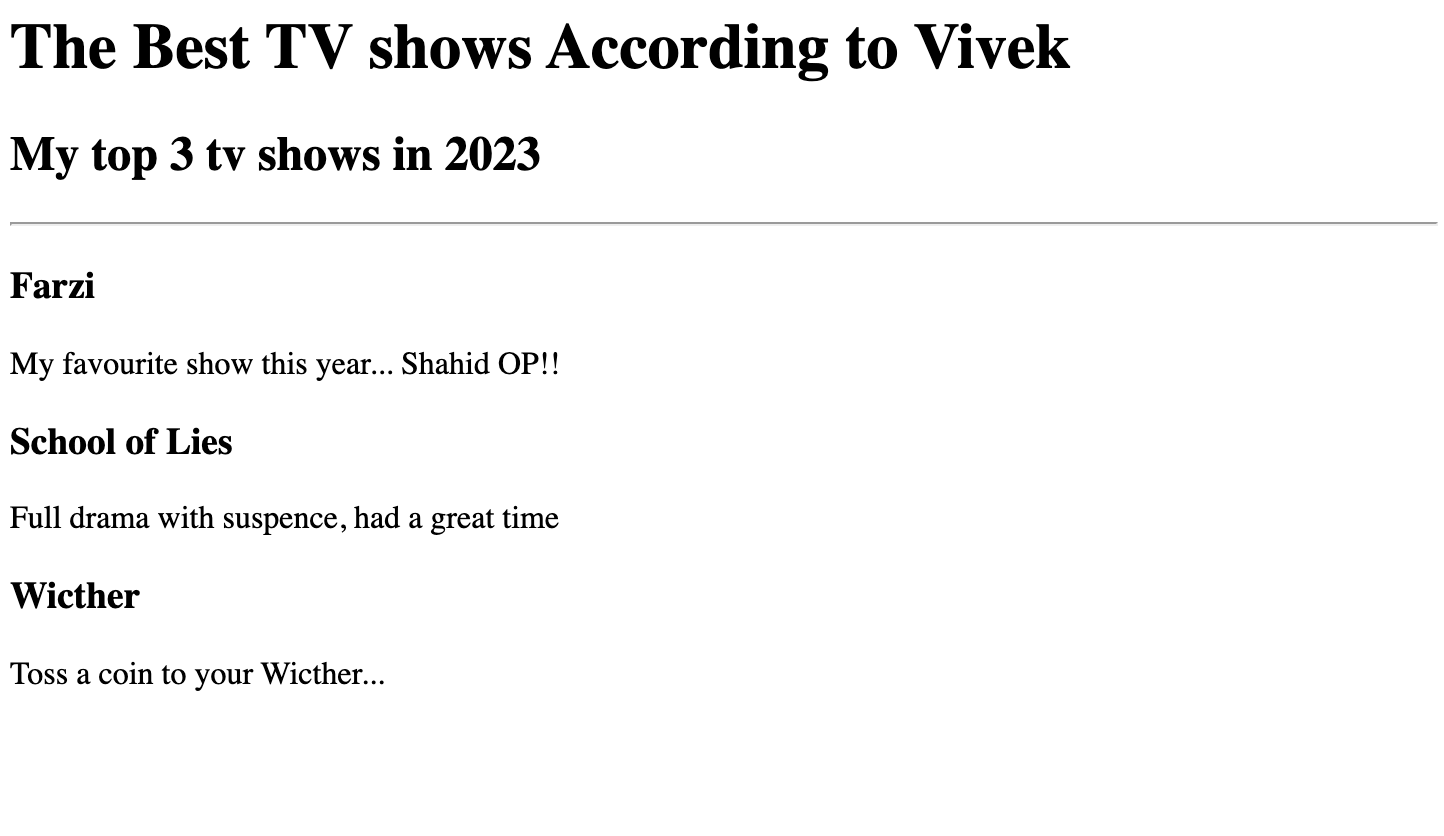 The Best TV shows According to Vivek
My top 3 tv shows in 2023
Farzi
My favourite show this year... Shahid OP!!
School of Lies
Full drama with suspence, had a great time
Wicther
Toss a coin to your Wicther...